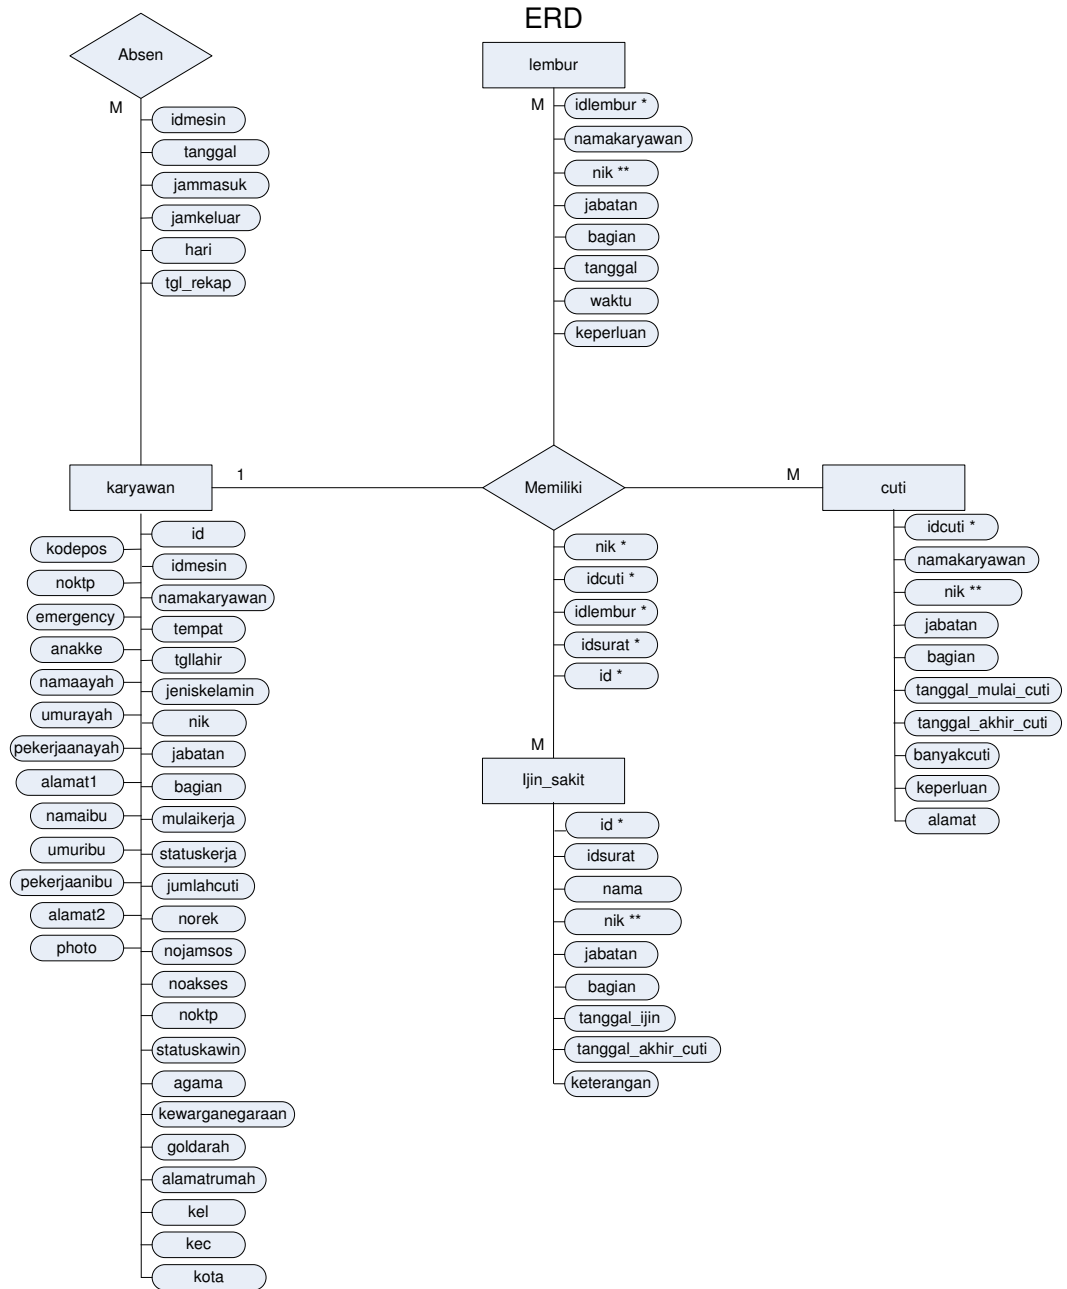 ERD
Absen
M
idmesin
tanggal
jammasuk
jamkeluar
hari
tgl_rekap
lembur
M
idlembur *
namakaryawan
nik **
jabatan
bagian
tanggal
waktu
keperluan
karyawan
1
Memiliki
M
cuti
kodepos
noktp
emergency
anakke
namaayah
umurayah
pekerjaanayah
alamat1
namaibu
umuribu
pekerjaanibu
alamat2
photo
id
idmesin
namakaryawan
tempat
tgllahir
jeniskelamin
nik
jabatan
bagian
mulaikerja
statuskerja
jumlahcuti
norek
nojamsos
noakses
noktp
statuskawin
agama
kewarganegaraan
goldarah
alamatrumah
kel
kec
kota
nik *
idcuti *
idlembur *
idsurat *
id *
M
Ijin_sakit
id *
idsurat
nama
nik **
jabatan
bagian
tanggal_ijin
tanggal_akhir_cuti
keterangan
idcuti *
namakaryawan
nik **
jabatan
bagian
tanggal_mulai_cuti
tanggal_akhir_cuti
banyakcuti
keperluan
alamat